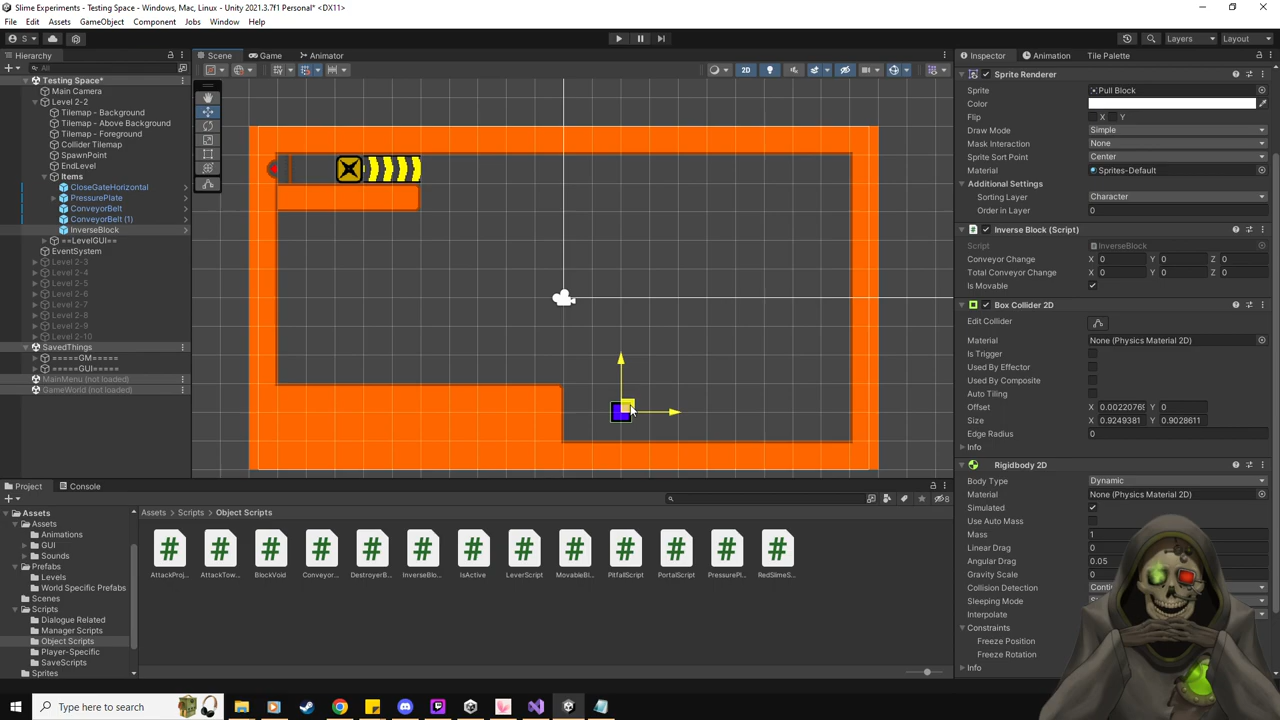 Slime Experiments - Testing Space - Windows, Mac, Linux - Unity 2021.3.7f1 Personal* <DX11>
File Edit Assets GameObject Component Jobs Window Help
S Layers Layout
Hierarchy Scene Game Animator Inspector Animation Tile Palette
All 2D Sprite Renderer
Testing Space*
Main Camera Sprite Pull Block
Level 2-2 Color
Tilemap - Background Flip X Y
Tilemap - Above Background Draw Mode Simple
Tilemap - Foreground Mask Interaction None
Collider Tilemap Sprite Sort Point Center
SpawnPoint Material Sprites-Default
EndLevel Additional Settings
Items Sorting Layer Character
CloseGateHorizontal Order in Layer 0
PressurePlate
ConveyorBelt
ConveyorBelt (1)
InverseBlock Inverse Block (Script)
==LevelGUI== Script InverseBlock
EventSystem Conveyor Change X 0 Y 0 Z 0
Level 2-3 Total Conveyor Change X 0 Y 0 Z 0
Level 2-4 Is Movable
Level 2-5
Level 2-6 Box Collider 2D
Level 2-7 Edit Collider
Level 2-8 Material None (Physics Material 2D)
Level 2-9 Is Trigger
Level 2-10 Used By Effector
SavedThings Used By Composite
=====GM===== Auto Tiling
=====GUI===== Offset X 0.00220769 Y 0
MainMenu (not loaded) Size X 0.9249381 Y 0.9028611
GameWorld (not loaded) Edge Radius 0
Info
Rigidbody 2D
Body Type Dynamic
Material None (Physics Material 2D)
Simulated
Use Auto Mass
Mass 1
Linear Drag 0
Angular Drag 0.05
Gravity Scale 0
Collision Detection
Sleeping Mode
Interpolate
Constraints
Freeze Position
Freeze Rotation
Info
Project Console
8
Assets Assets > Scripts > Object Scripts
Assets
Animations
GUI
Sounds
Prefabs
Levels
World Specific Prefabs
Scenes
Scripts
Dialogue Related
Manager Scripts
Object Scripts
Player-Specific
SaveScripts
Sprites
AttackProj... AttackTow... BlockVoid Conveyor... DestroyerB... InverseBlo... IsActive LeverScript MovableBl... PitfallScript PortalScript PressurePl... RedSlimeS...
Type here to search